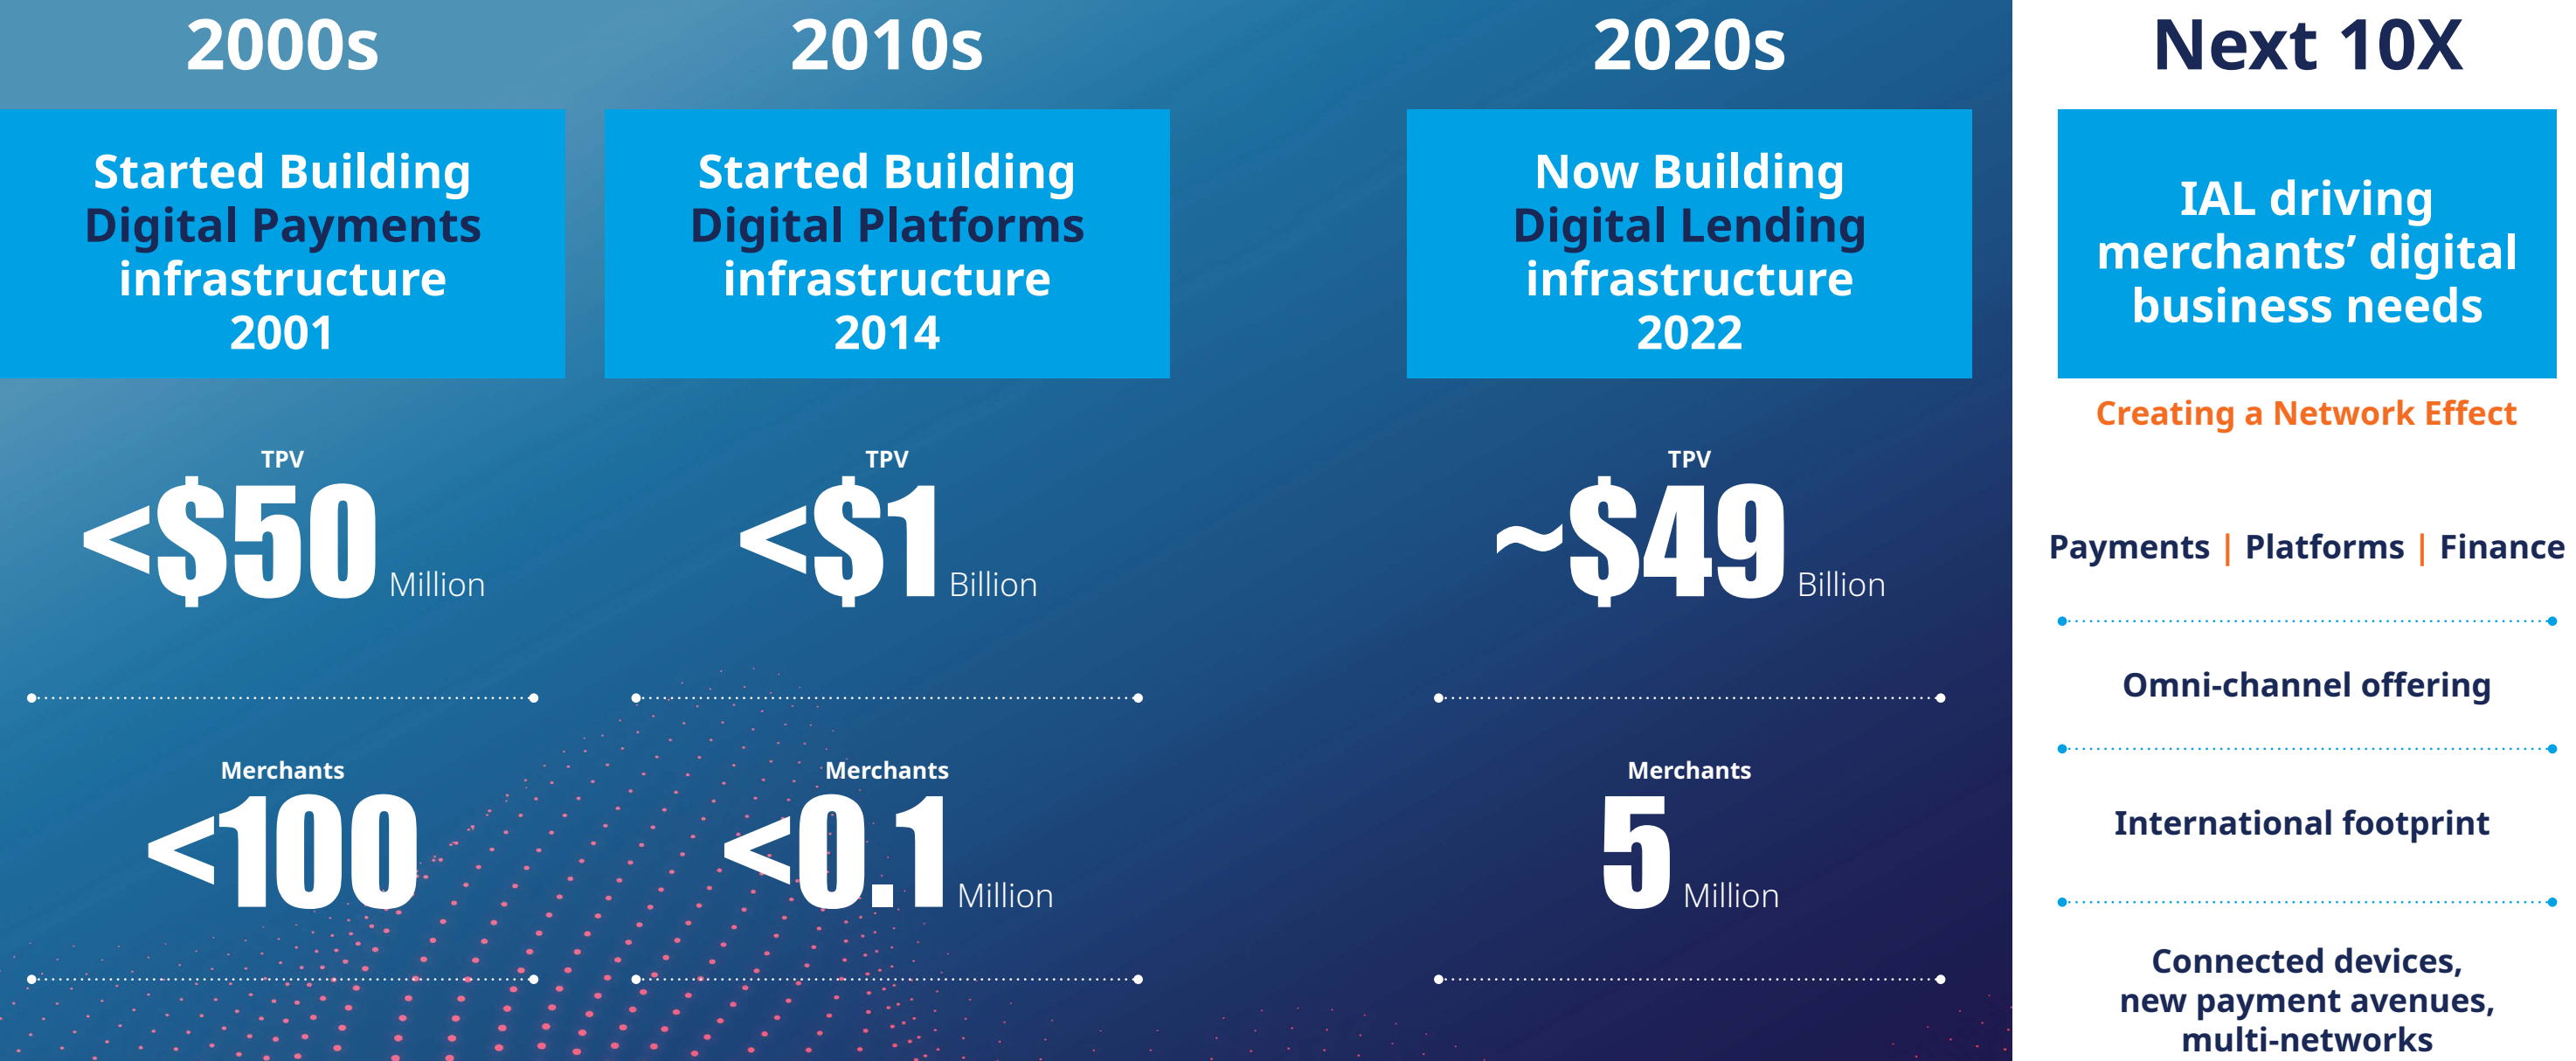 2000s
Started Building
Digital Payments
infrastructure
2001
TPV
<$50 Million
Merchants
<100
2010s
Started Building
Digital Platforms
infrastructure
2014
TPV
<$1 Billion
Merchants
<0.1 Million
2020s
Now Building
Digital Lending
infrastructure
2022
TPV
~$49 Billion
Merchants
5 Million
Next 10X
IAL driving
merchants’ digital
business needs
Creating a Network Effect
Payments | Platforms | Finance
Omni-channel offering
International footprint
Connected devices,
new payment avenues,
multi-networks